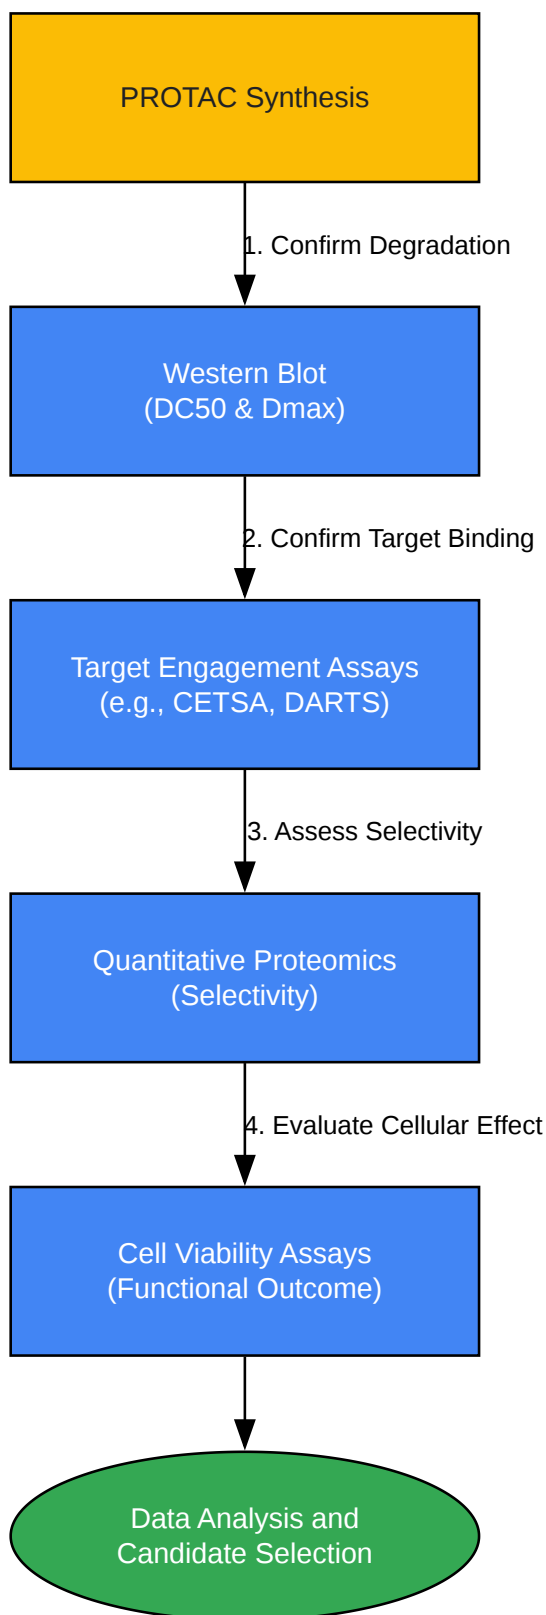 PROTAC Synthesis
1. Confirm Degradation
Western Blot
(DC50 & Dmax)
2. Confirm Target Binding
Target Engagement Assays
(e.g., CETSA, DARTS)
3. Assess Selectivity
Quantitative Proteomics
(Selectivity)
4. Evaluate Cellular Effect
Cell Viability Assays
(Functional Outcome)
Data Analysis and
Candidate Selection